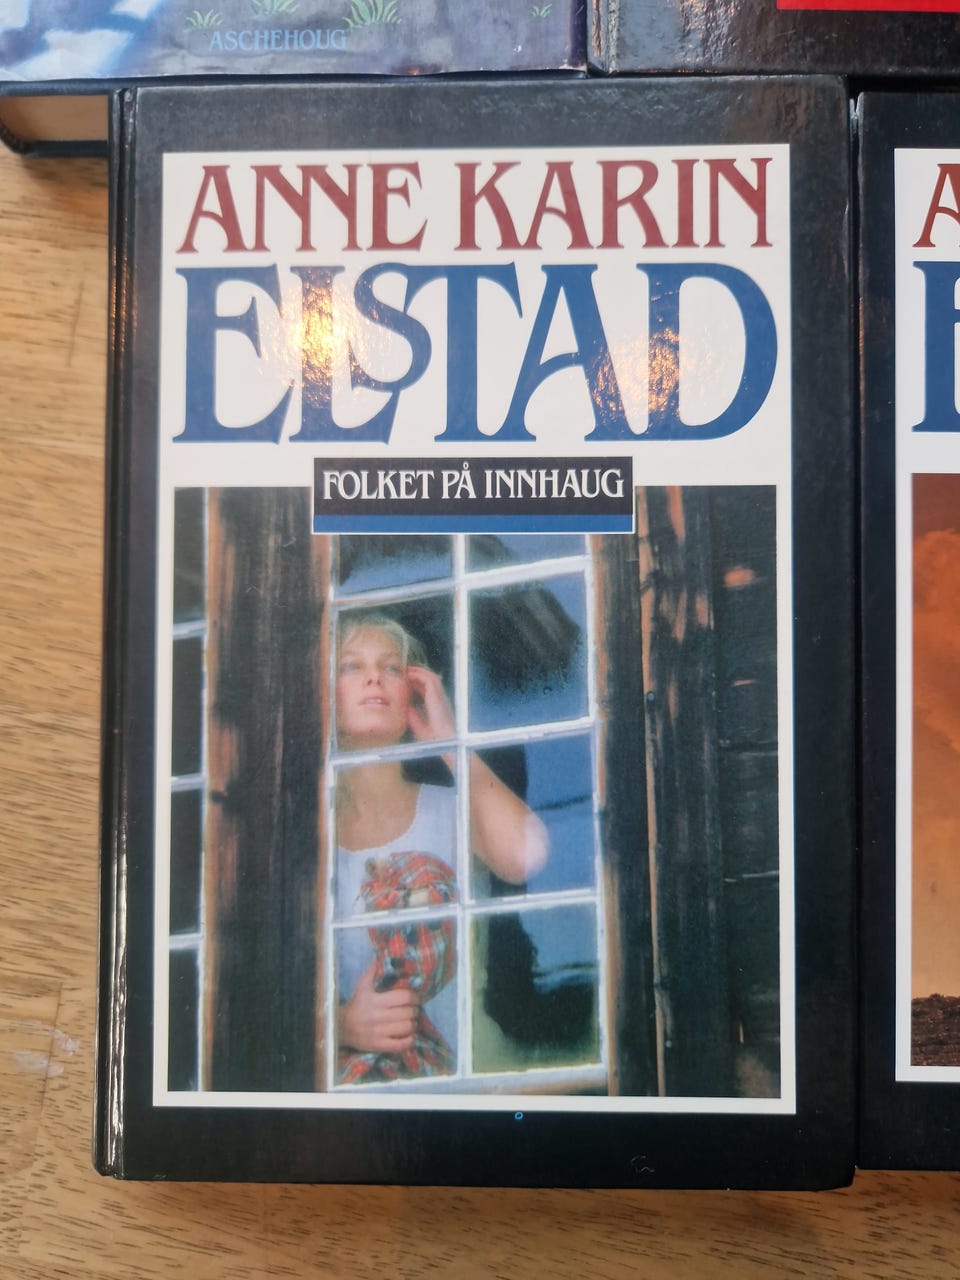 ASCHEHOUG
ANNE KARIN
ELSTAD
FOLKET PÅ INNHAUG
A
E